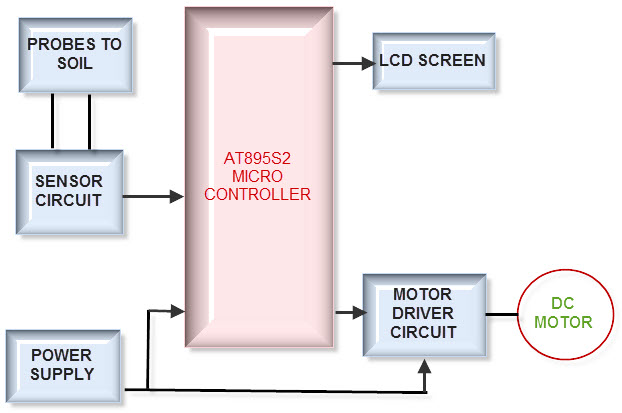 PROBES TO
SOIL
LCD SCREEN
AT895S2
MICRO
CONTROLLER
SENSOR
CIRCUIT
MOTOR
DRIVER
CIRCUIT
DC
MOTOR
POWER
SUPPLY